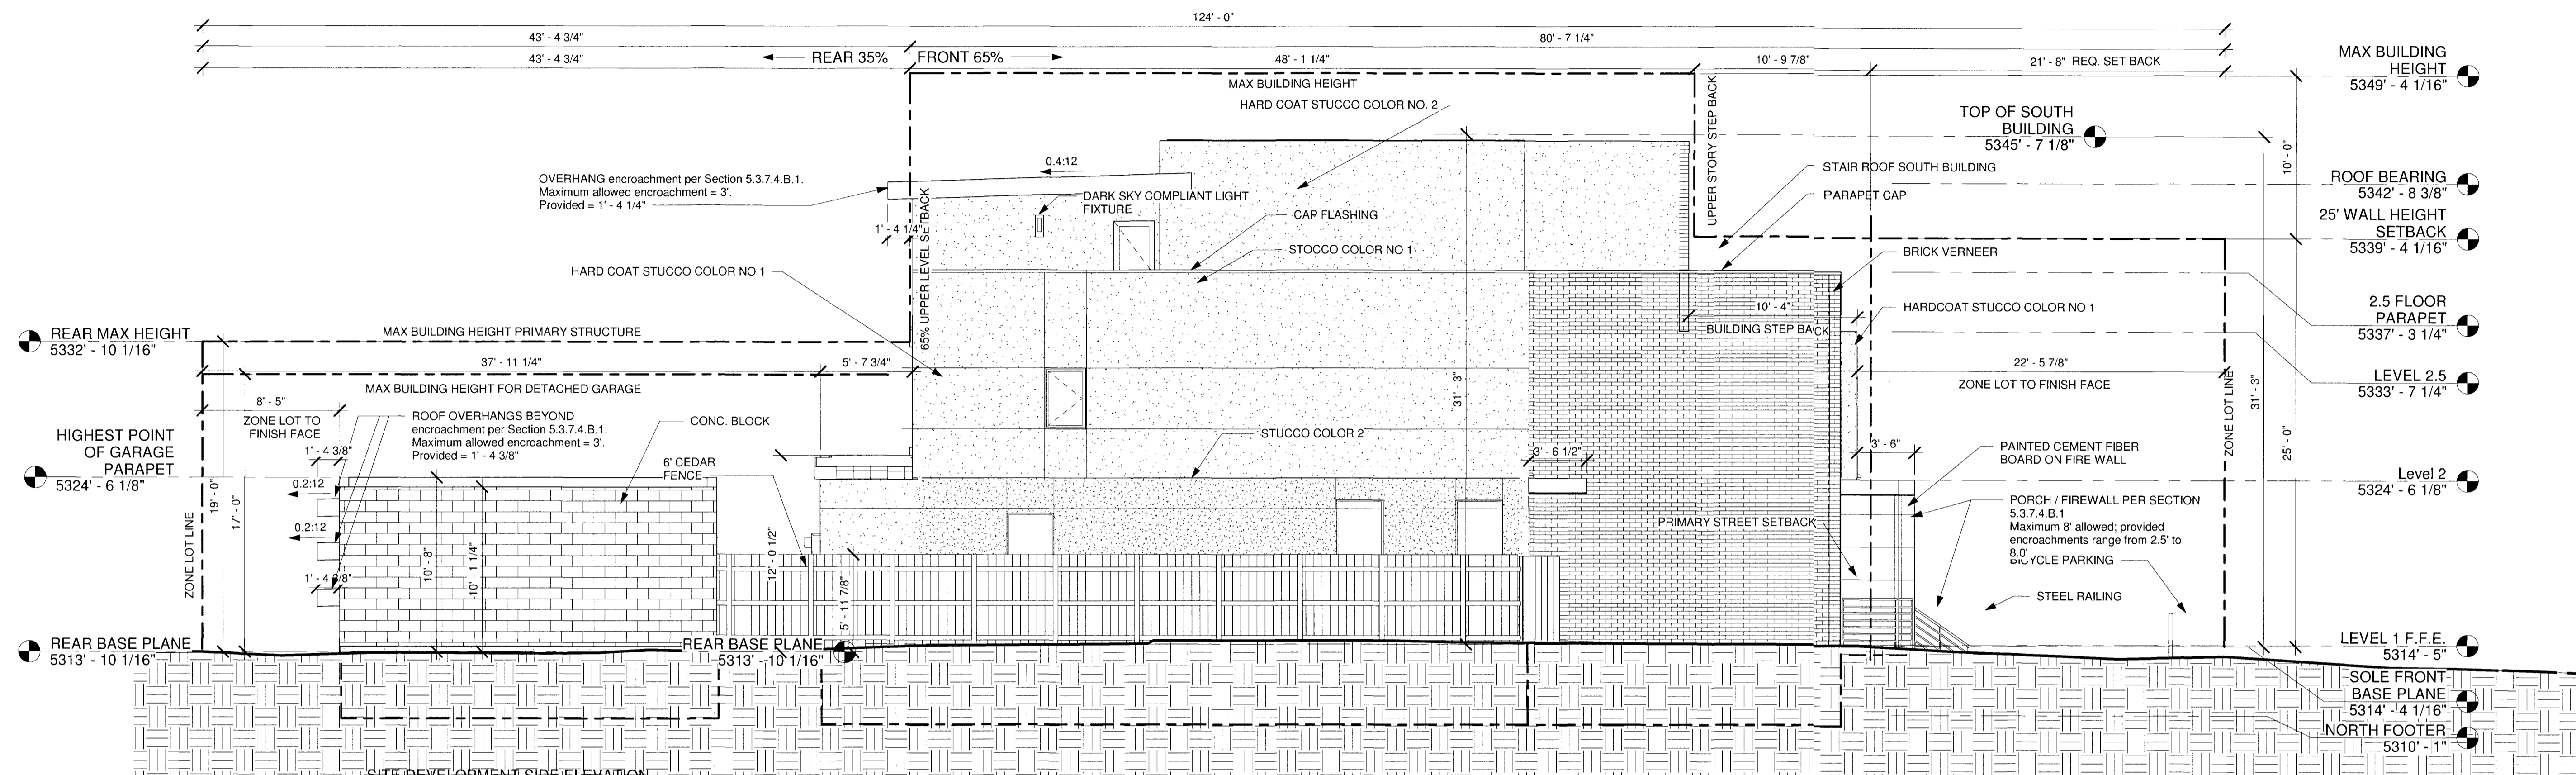 124' - 0"
43' - 4 3/4"
80' - 7 1/4"
43' - 4 3/4"
REAR 35%
FRONT 65%
48' - 1 1/4"
10' - 9 7/8"
21' - 8" REQ. SET BACK
MAX BUILDING
HEIGHT
5349' - 4 1/16"
MAX BUILDING HEIGHT
HARD COAT STUCCO COLOR NO. 2
UPPER STORY STEP BACK
TOP OF SOUTH
BUILDING
5345' - 7 1/8"
10' - 0"
0.4:12
OVERHANG encroachment per Section 5.3.7.4.B.1.
Maximum allowed encroachment = 3'.
Provided = 1' - 4 1/4"
STAIR ROOF SOUTH BUILDING
ROOF BEARING
5342' - 8 3/8"
DARK SKY COMPLIANT LIGHT
FIXTURE
PARAPET CAP
CAP FLASHING
25' WALL HEIGHT
SETBACK
5339' - 4 1/16"
1' - 4 1/4"
65% UPPER LEVEL SETBACK
STOCCO COLOR NO 1
BRICK VERNEER
HARD COAT STUCCO COLOR NO 1
10' - 4"
HARDCOAT STUCCO COLOR NO 1
2.5 FLOOR
PARAPET
5337' - 3 1/4"
BUILDING STEP BACK
REAR MAX HEIGHT
5332' - 10 1/16"
MAX BUILDING HEIGHT PRIMARY STRUCTURE
37' - 11 1/4"
5' - 7 3/4"
22' - 5 7/8"
ZONE LOT TO FINISH FACE
LEVEL 2.5
5333' - 7 1/4"
MAX BUILDING HEIGHT FOR DETACHED GARAGE
31' - 3"
31' - 3"
ZONE LOT LINE
25' - 0"
8' - 5"
ZONE LOT TO
FINISH FACE
ROOF OVERHANGS BEYOND
encroachment per Section 5.3.7.4.B.1.
Maximum allowed encroachment = 3'.
Provided = 1' - 4 3/8"
CONC. BLOCK
STUCCO COLOR 2
3' - 6"
PAINTED CEMENT FIBER
BOARD ON FIRE WALL
HIGHEST POINT
OF GARAGE
PARAPET
5324' - 6 1/8"
1' - 4 3/8"
6' CEDAR
FENCE
3' - 6 1/2"
Level 2
5324' - 6 1/8"
0.2:12
19' - 0"
17' - 0"
ZONE LOT LINE
0.2:12
PORCH / FIREWALL PER SECTION
5.3.7.4.B.1
Maximum 8' allowed; provided
encroachments range from 2.5' to
8.0'
BICYCLE PARKING
PRIMARY STREET SETBACK
10' - 8"
10' - 1 1/4"
12' - 0 1/2"
5' - 11 7/8"
1' - 4 3/8"
STEEL RAILING
REAR BASE PLANE
5313' - 10 1/16"
REAR BASE PLANE
5313' - 10 1/16"
LEVEL 1 F.F.E.
5314' - 5"
SOLE FRONT
BASE PLANE
5314' - 4 1/16"
NORTH FOOTER
5310' - 1"
SITE DEVELOPMENT SIDE ELEVATION